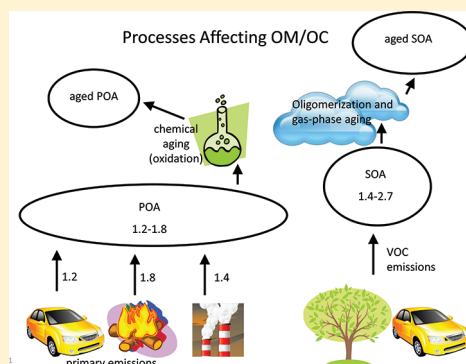 Processes Affecting OM/OC
aged SOA
aged POA
Oligomerization and
gas-phase aging
chemical
aging
(oxidation)
SOA
1.4-2.7
POA
1.2-1.8
VOC
emissions
1.2
1.8
1.4
primary emissions
1